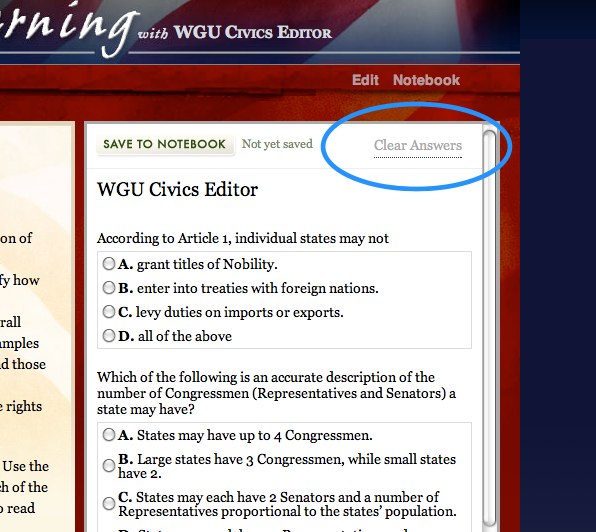 rning with WGU CIVICS EDITOR
Edit Notebook
SAVE TO NOTEBOOK Not yet saved Clear Answers
WGU Civics Editor
on of
fy how
rall
amples
d those
e rights
Use the
ch of the
o read
According to Article 1, individual states may not
A. grant titles of Nobility.
B. enter into treaties with foreign nations.
C. levy duties on imports or exports.
D. all of the above
Which of the following is an accurate description of the
number of Congressmen (Representatives and Senators) a
state may have?
A. States may have up to 4 Congressmen.
B. Large states have 3 Congressmen, while small states
have 2.
C. States may each have 2 Senators and a number of
Representatives proportional to the states' population.